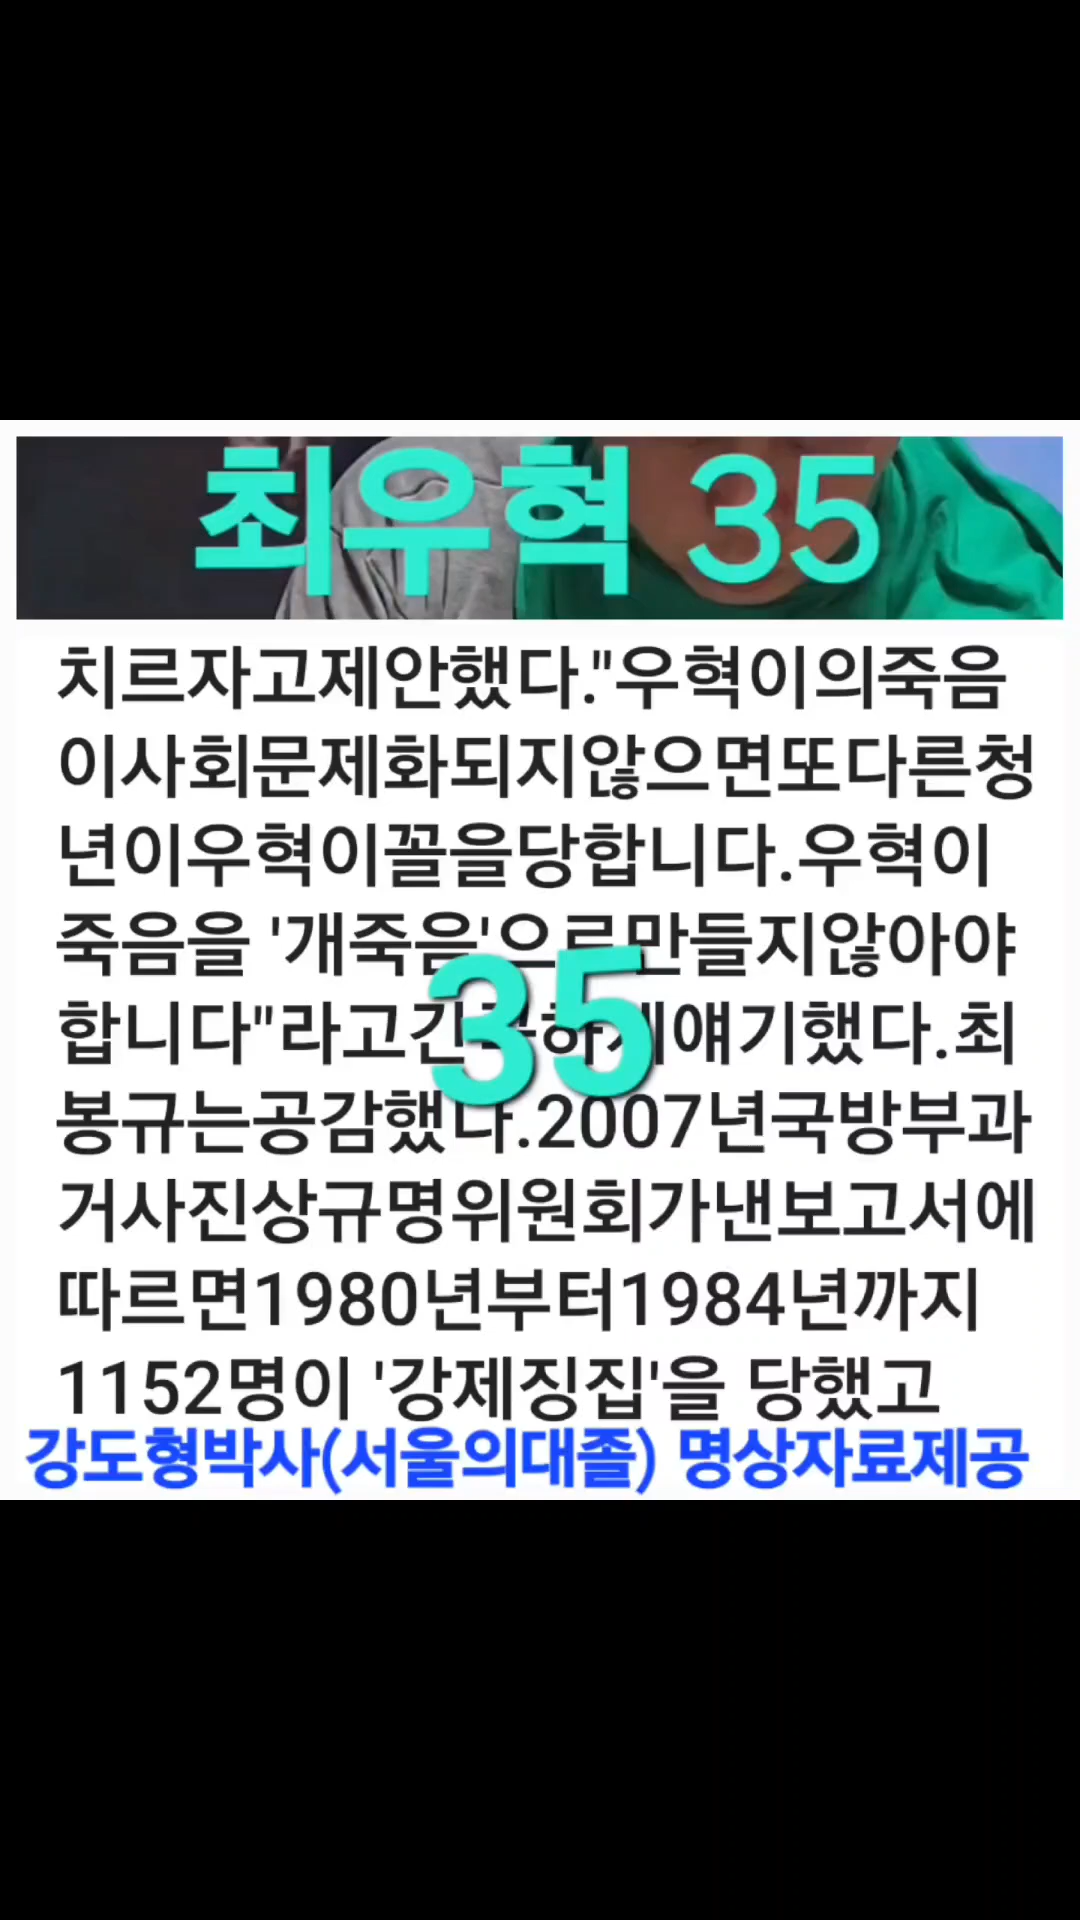 최우혁 35
치르자고제안했다."우혁이의죽음
이사회문제화되지않으면또다른청
년이우혁이꼴을당합니다.우혁이
죽음을 '개죽음'으로만들지않아야
35
합니다"라고 얘기했다.최
봉규는공감했다.2007년국방부과
거사진상규명위원회가낸보고서에
따르면1980년부터1984년까지
1152명이 '강제징집'을 당했고
강도형박사(서울의대졸) 명상자료제공